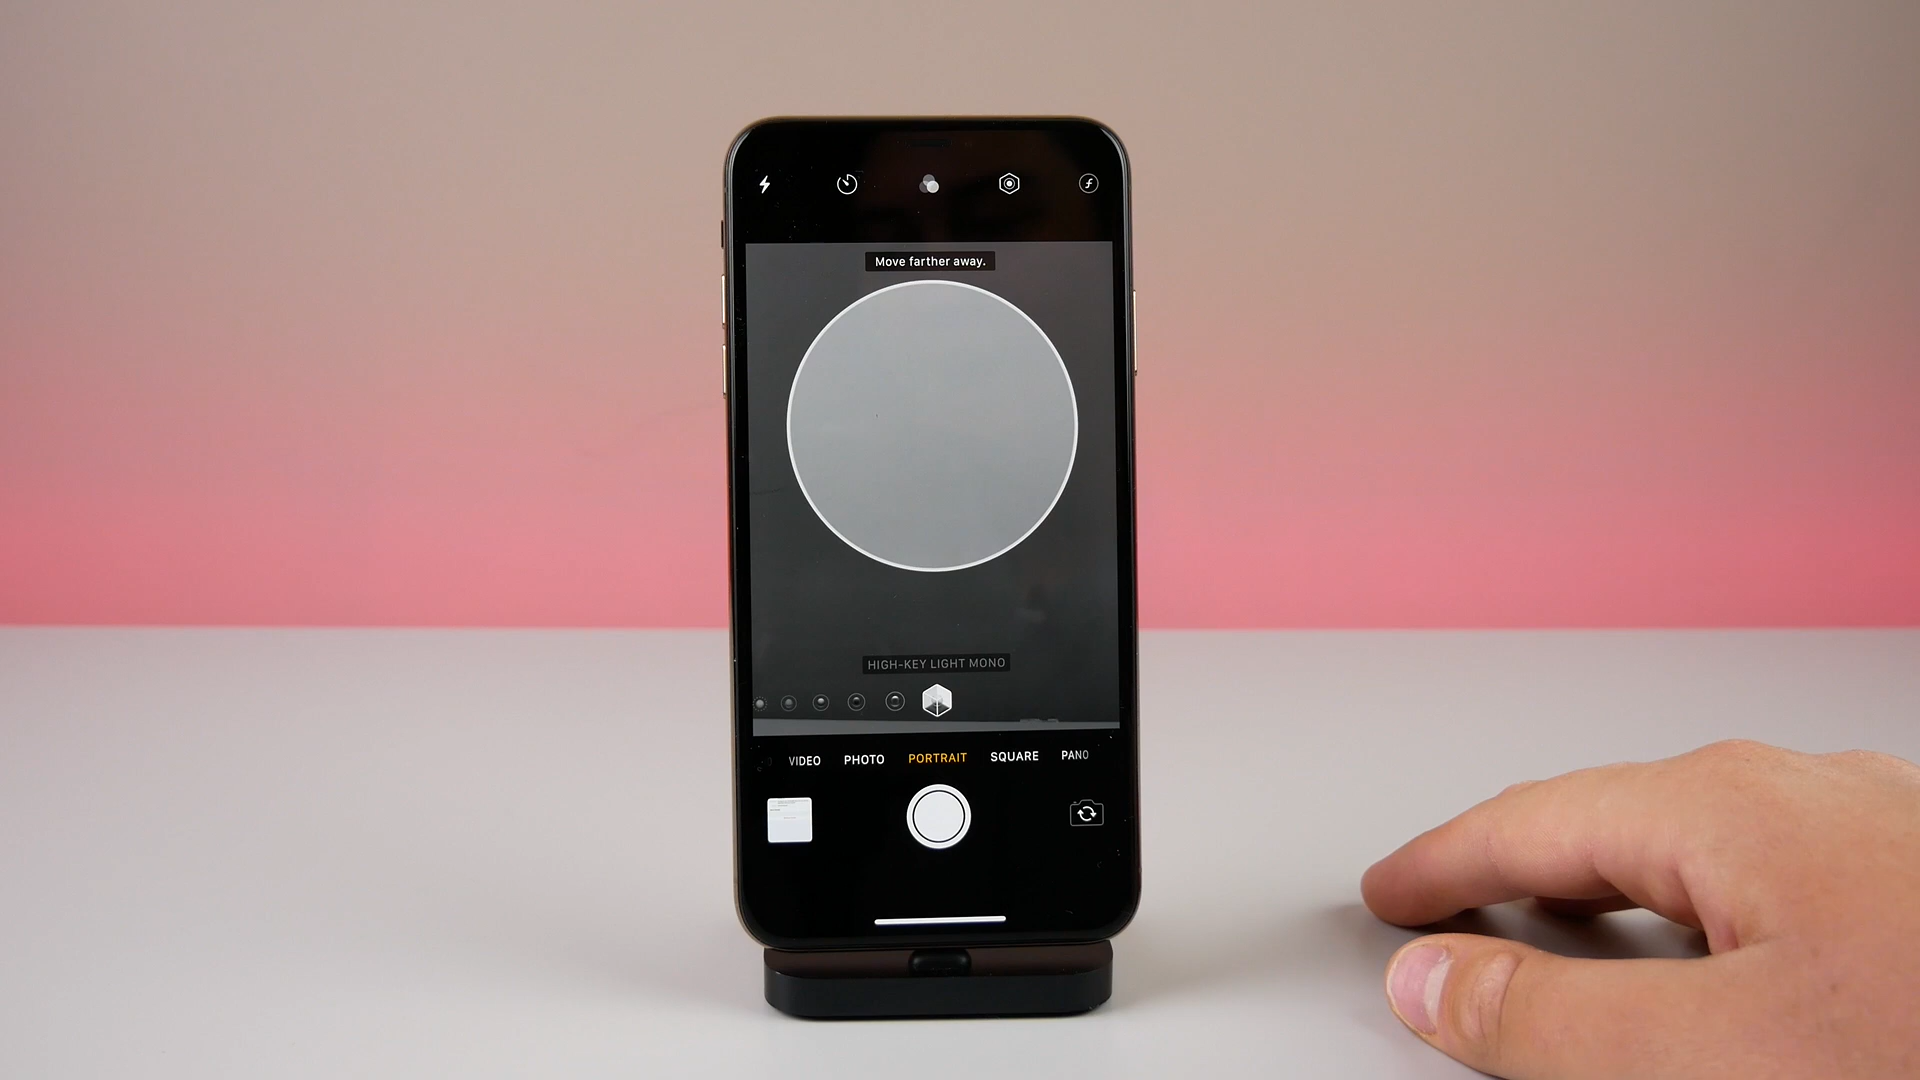 Move farther away.
HIGH-KEY LIGHT MONO
VIDEO PHOTO PORTRAIT SQUARE PANO